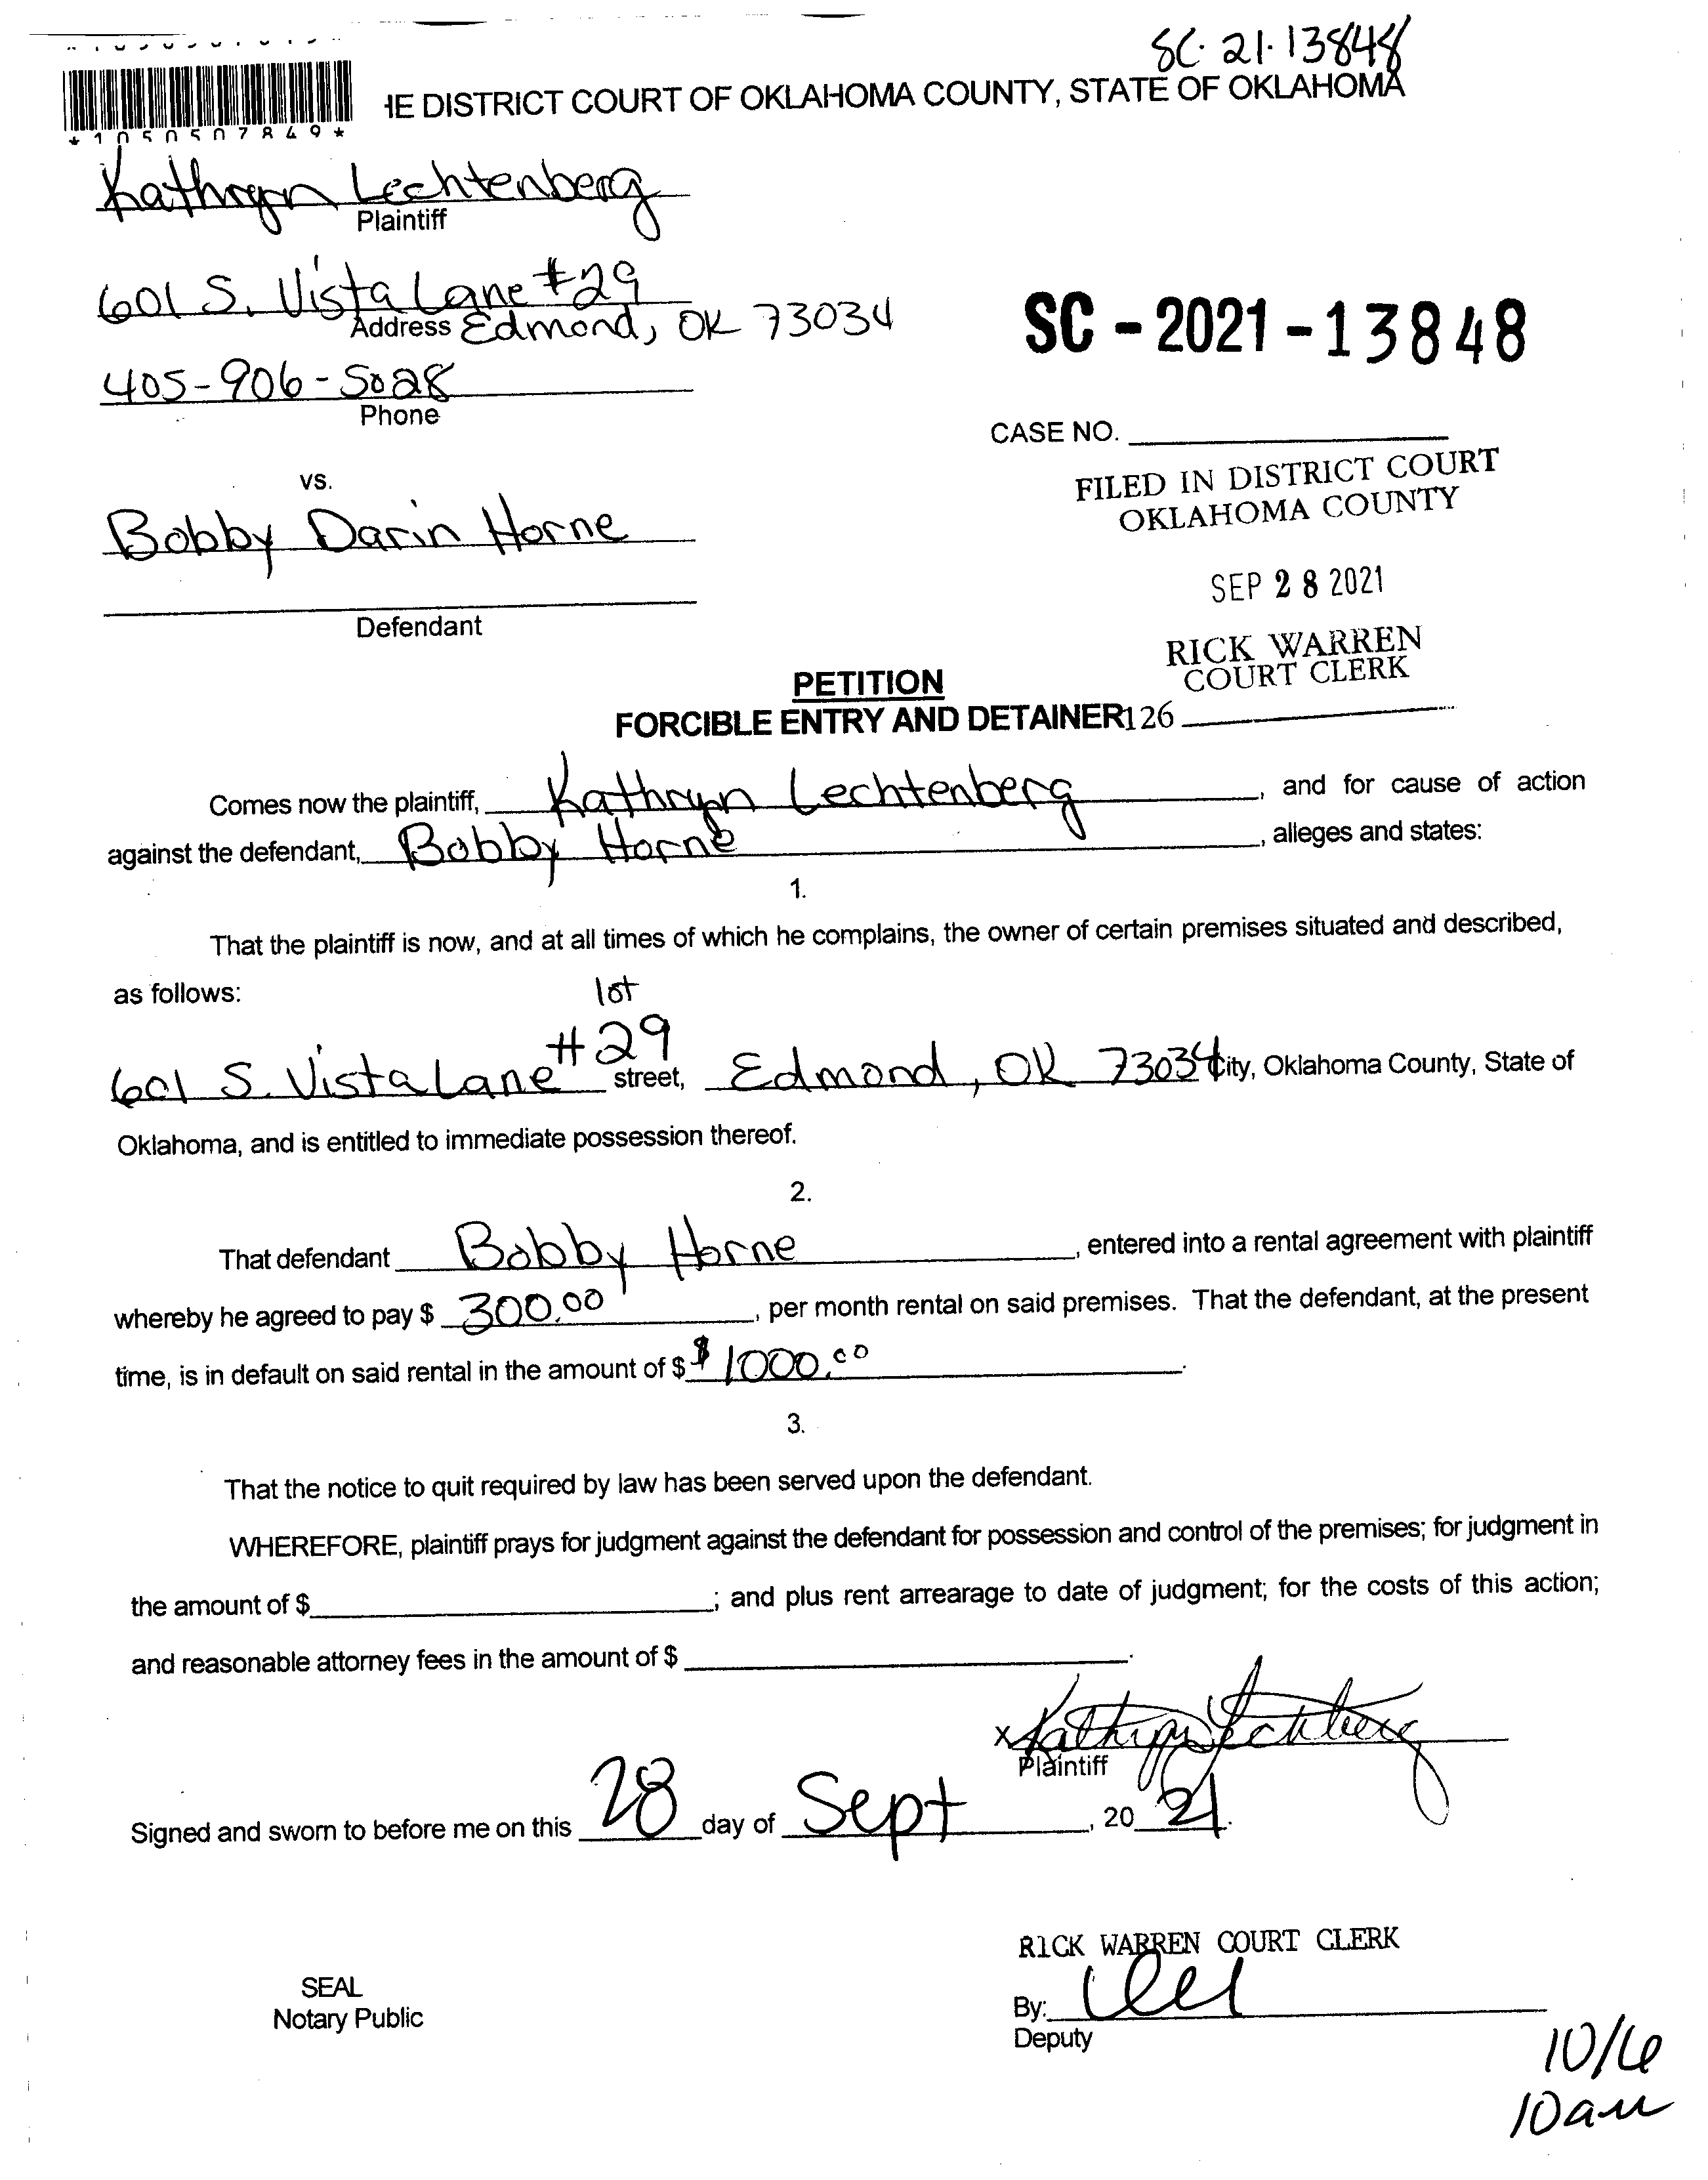 SC-21-13848
*1050507849*
HE DISTRICT COURT OF OKLAHOMA COUNTY, STATE OF OKLAHOMA
Kathryn Lechtenberg
Plaintiff
601 S. Vista Lane #29
Address Edmond, OK 73034
SC-2021-13848
405-906-5028
Phone
CASE NO.
FILED IN DISTRICT COURT
OKLAHOMA COUNTY
vs.
Bobby Darin Horne
SEP 28 2021
Defendant
RICK WARREN
COURT CLERK
PETITION
FORCIBLE ENTRY AND DETAINER 126
Comes now the plaintiff, Kathryn Lechtenberg, and for cause of action
against the defendant, Bobby Horne, alleges and states:
1.
That the plaintiff is now, and at all times of which he complains, the owner of certain premises situated and described,
as follows:
lot
601 S. Vista Lane #29 street, Edmond, OK 73034 City, Oklahoma County, State of
Oklahoma, and is entitled to immediate possession thereof.
2.
That defendant Bobby Horne, entered into a rental agreement with plaintiff
whereby he agreed to pay $ 300.00, per month rental on said premises. That the defendant, at the present
time, is in default on said rental in the amount of $ $1000.00.
3.
That the notice to quit required by law has been served upon the defendant.
WHEREFORE, plaintiff prays for judgment against the defendant for possession and control of the premises; for judgment in
the amount of $; and plus rent arrearage to date of judgment; for the costs of this action;
and reasonable attorney fees in the amount of $.
x Kathryn Lechtenberg
Plaintiff
Signed and sworn to before me on this 28 day of Sept, 20 21.
RICK WARREN COURT CLERK
SEAL
Notary Public
By:
Deputy
10/6
10am